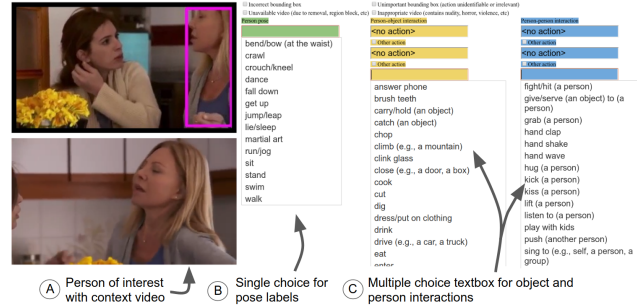 Incorrect bounding box
Unimportant bounding box (action unidentifiable or irrelevant)
Unavailable video (due to removal, region block, etc)
Inappropriate video (contains nudity, horror, violence, etc)
Person pose
bend/bow (at the waist)
crawl
crouch/kneel
dance
fall down
get up
jump/leap
lie/sleep
martial art
run/jog
sit
stand
swim
walk
Person-object interaction
<no action>
Other action
<no action>
Other action
answer phone
brush teeth
carry/hold (an object)
catch (an object)
chop
climb (e.g., a mountain)
clink glass
close (e.g., a door, a box)
cook
cut
dig
dress/put on clothing
drink
drive (e.g., a car, a truck)
eat
enter
Person-person interaction
<no action>
Other action
<no action>
Other action
fight/hit (a person)
give/serve (an object) to (a
person)
grab (a person)
hand clap
hand shake
hand wave
hug (a person)
kick (a person)
kiss (a person)
lift (a person)
listen to (a person)
play with kids
push (another person)
sing to (e.g., self, a person, a
group)
A Person of interest
with context video
B Single choice for
pose labels
C Multiple choice textbox for object and
person interactions